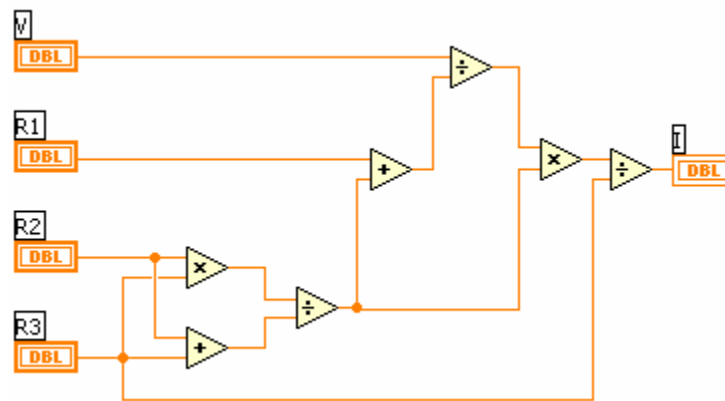 V
DBL
÷
R1
DBL
+
× ÷
I
DBL
R2
DBL
×
÷
R3
DBL
+